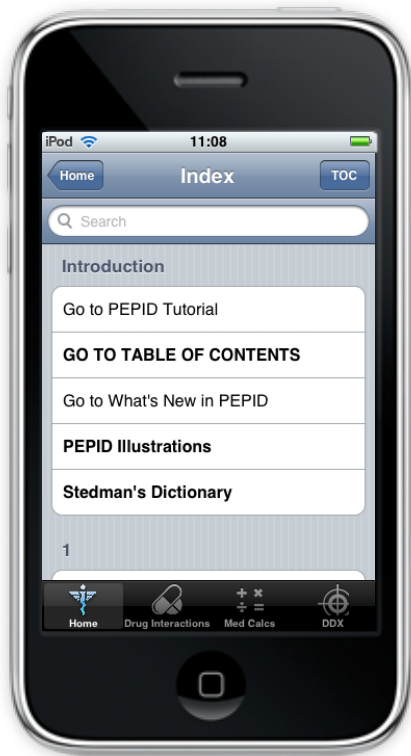 iPod 11:08
Home Index TOC
Search
Introduction
Go to PEPID Tutorial
GO TO TABLE OF CONTENTS
Go to What's New in PEPID
PEPID Illustrations
Stedman's Dictionary
1
Home Drug Interactions Med Calcs DDX